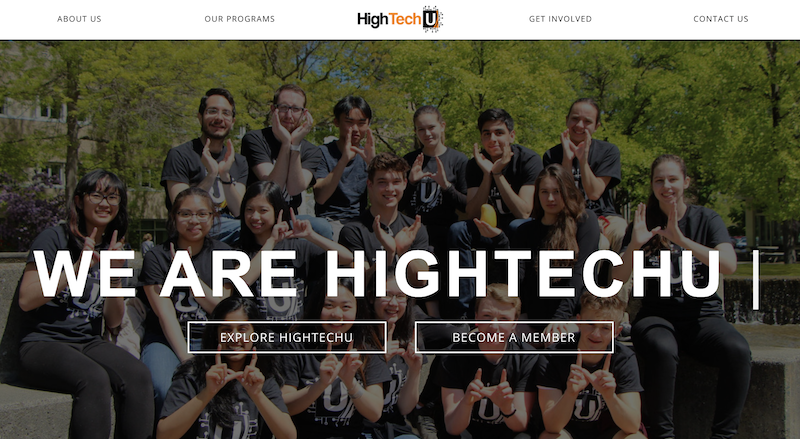 ABOUT US
OUR PROGRAMS
HighTechU
GET INVOLVED
CONTACT US
WE ARE HIGHTECHU |
EXPLORE HIGHTECHU
BECOME A MEMBER
U
U
U